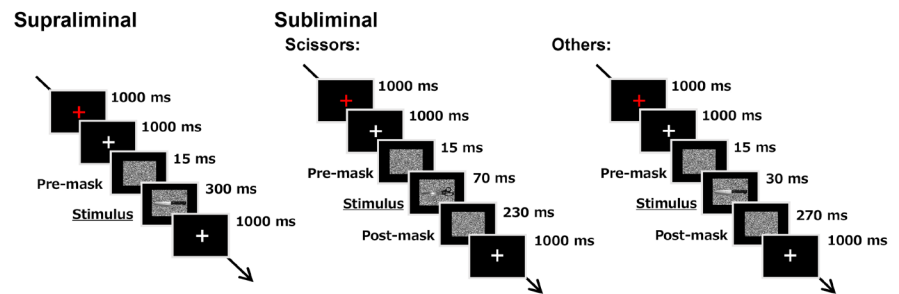 Supraliminal
1000 ms
1000 ms
15 ms
Pre-mask
300 ms
Stimulus
1000 ms
Subliminal
Scissors:
1000 ms
1000 ms
15 ms
Pre-mask
70 ms
Stimulus
230 ms
Post-mask
1000 ms
Others:
1000 ms
1000 ms
15 ms
Pre-mask
30 ms
Stimulus
270 ms
Post-mask
1000 ms